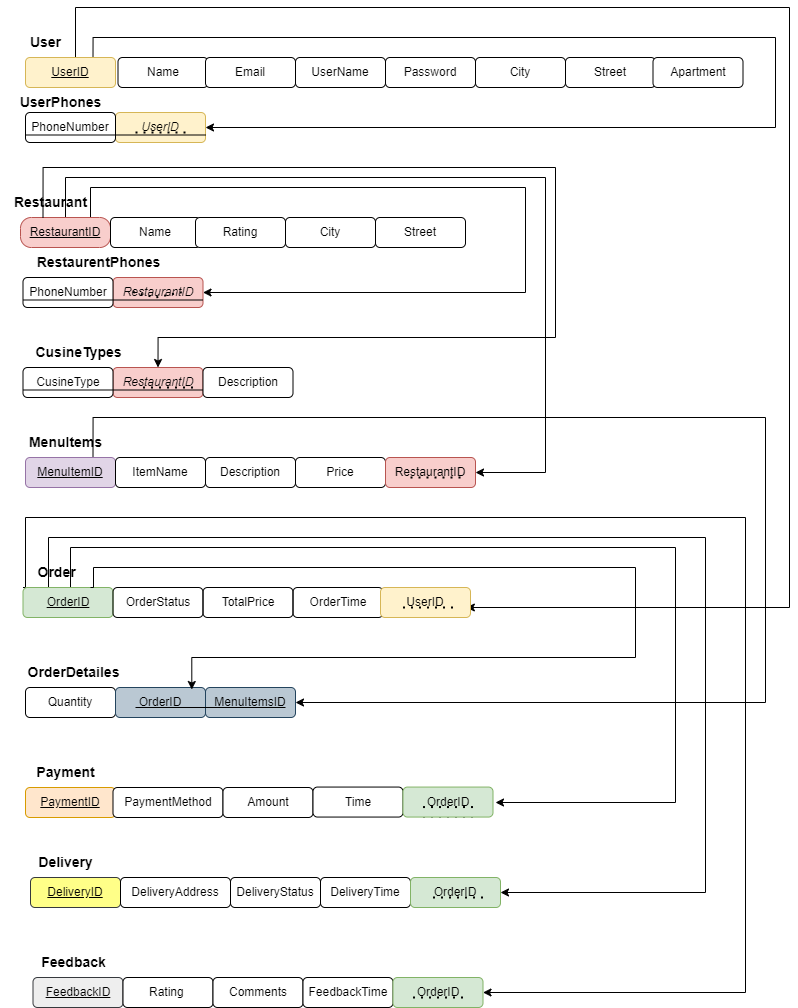 User
UserID Name Email UserName Password City Street Apartment
UserPhones
PhoneNumber UserID
Restaurant
RestaurantID Name Rating City Street
RestaurentPhones
PhoneNumber RestaurantID
CusineTypes
CusineType RestaurantID Description
MenuItems
MenuItemID ItemName Description Price RestaurantID
Order
OrderID OrderStatus TotalPrice OrderTime UserID
OrderDetailes
Quantity OrderID MenuItemsID
Payment
PaymentID PaymentMethod Amount Time OrderID
Delivery
DeliveryID DeliveryAddress DeliveryStatus DeliveryTime OrderID
Feedback
FeedbackID Rating Comments FeedbackTime OrderID